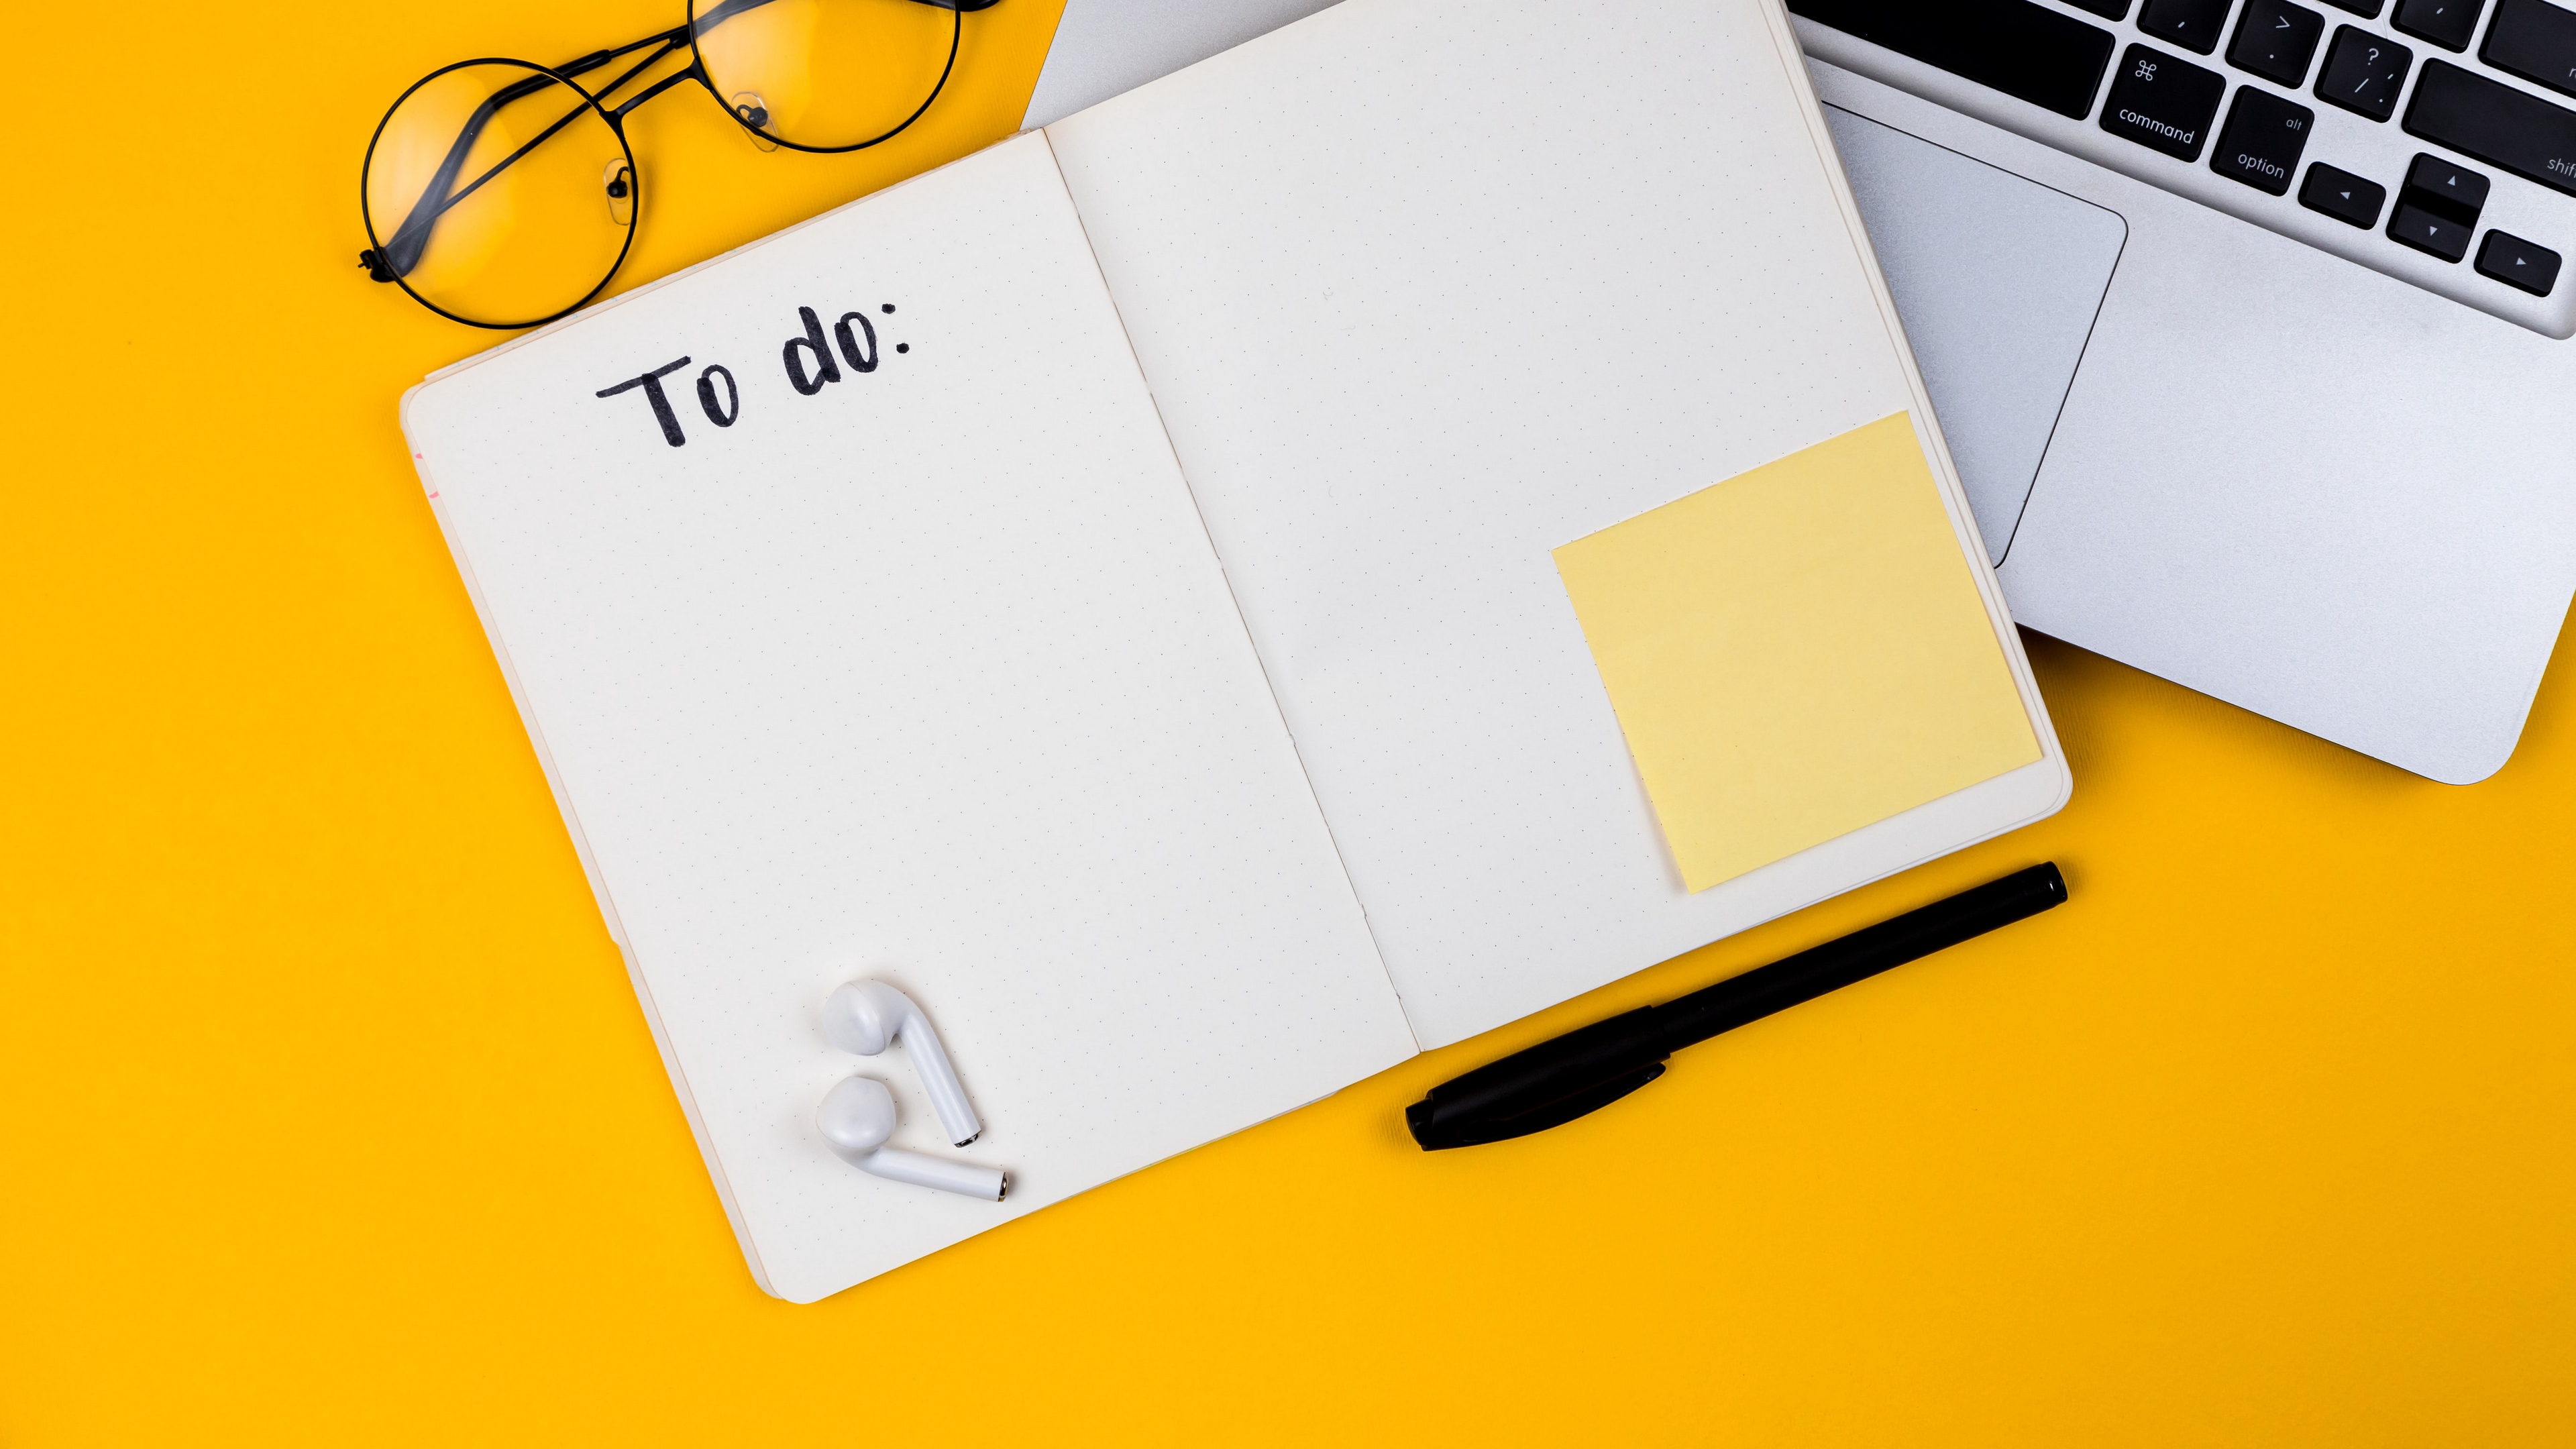 To do:
, > .
? /
command
alt
option
⌘